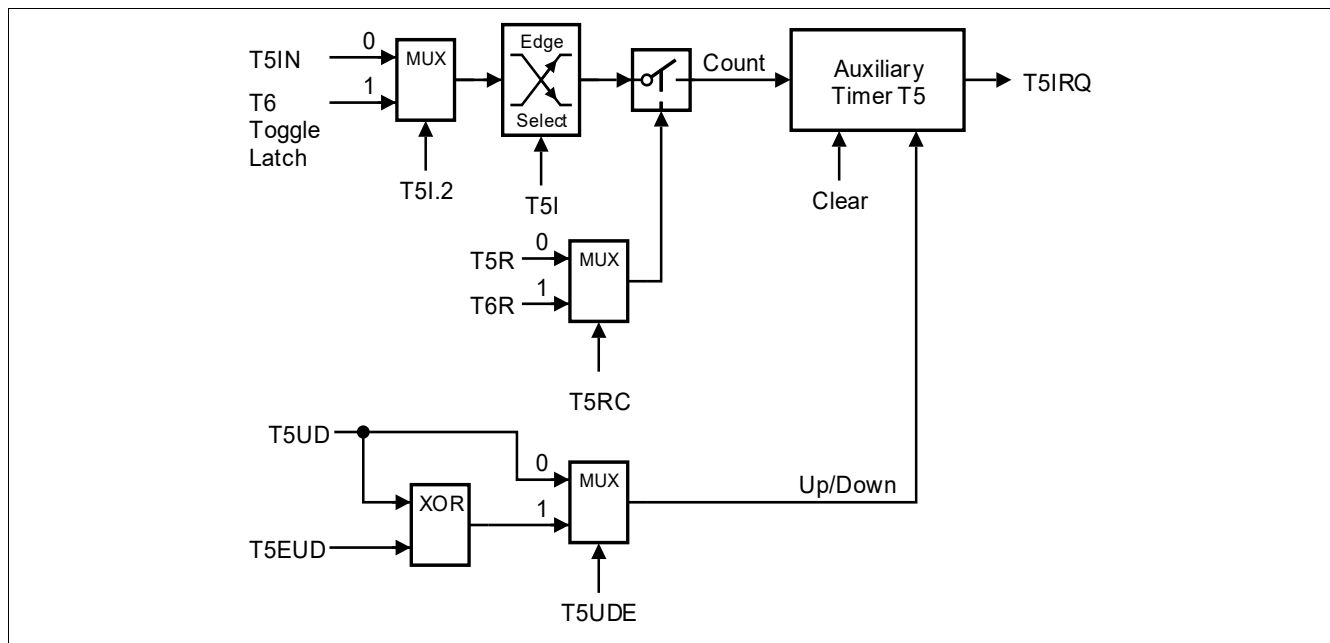 0
T5IN
MUX
Edge
Count
Auxiliary
Timer T5
T5IRQ
1
T6
Toggle
Latch
Select
T5I.2
T5I
Clear
0
T5R
MUX
1
T6R
T5RC
T5UD
0
MUX
Up/Down
XOR
1
T5EUD
T5UDE